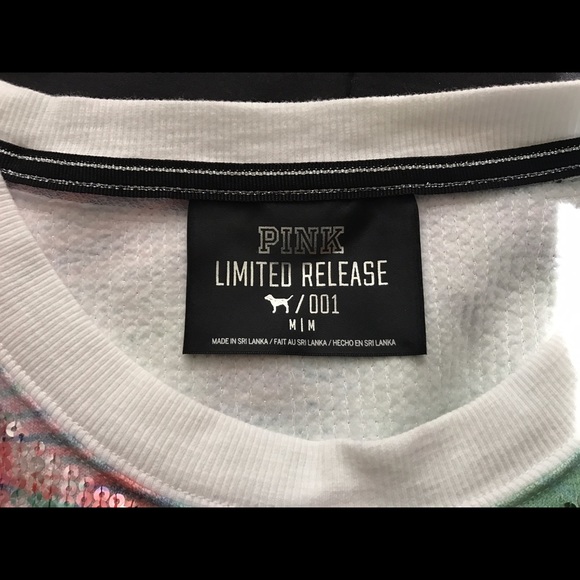 PINK
LIMITED RELEASE
/001
M|M
MADE IN SRI LANKA / FAIT AU SRI LANKA / HECHO EN SRI LANKA